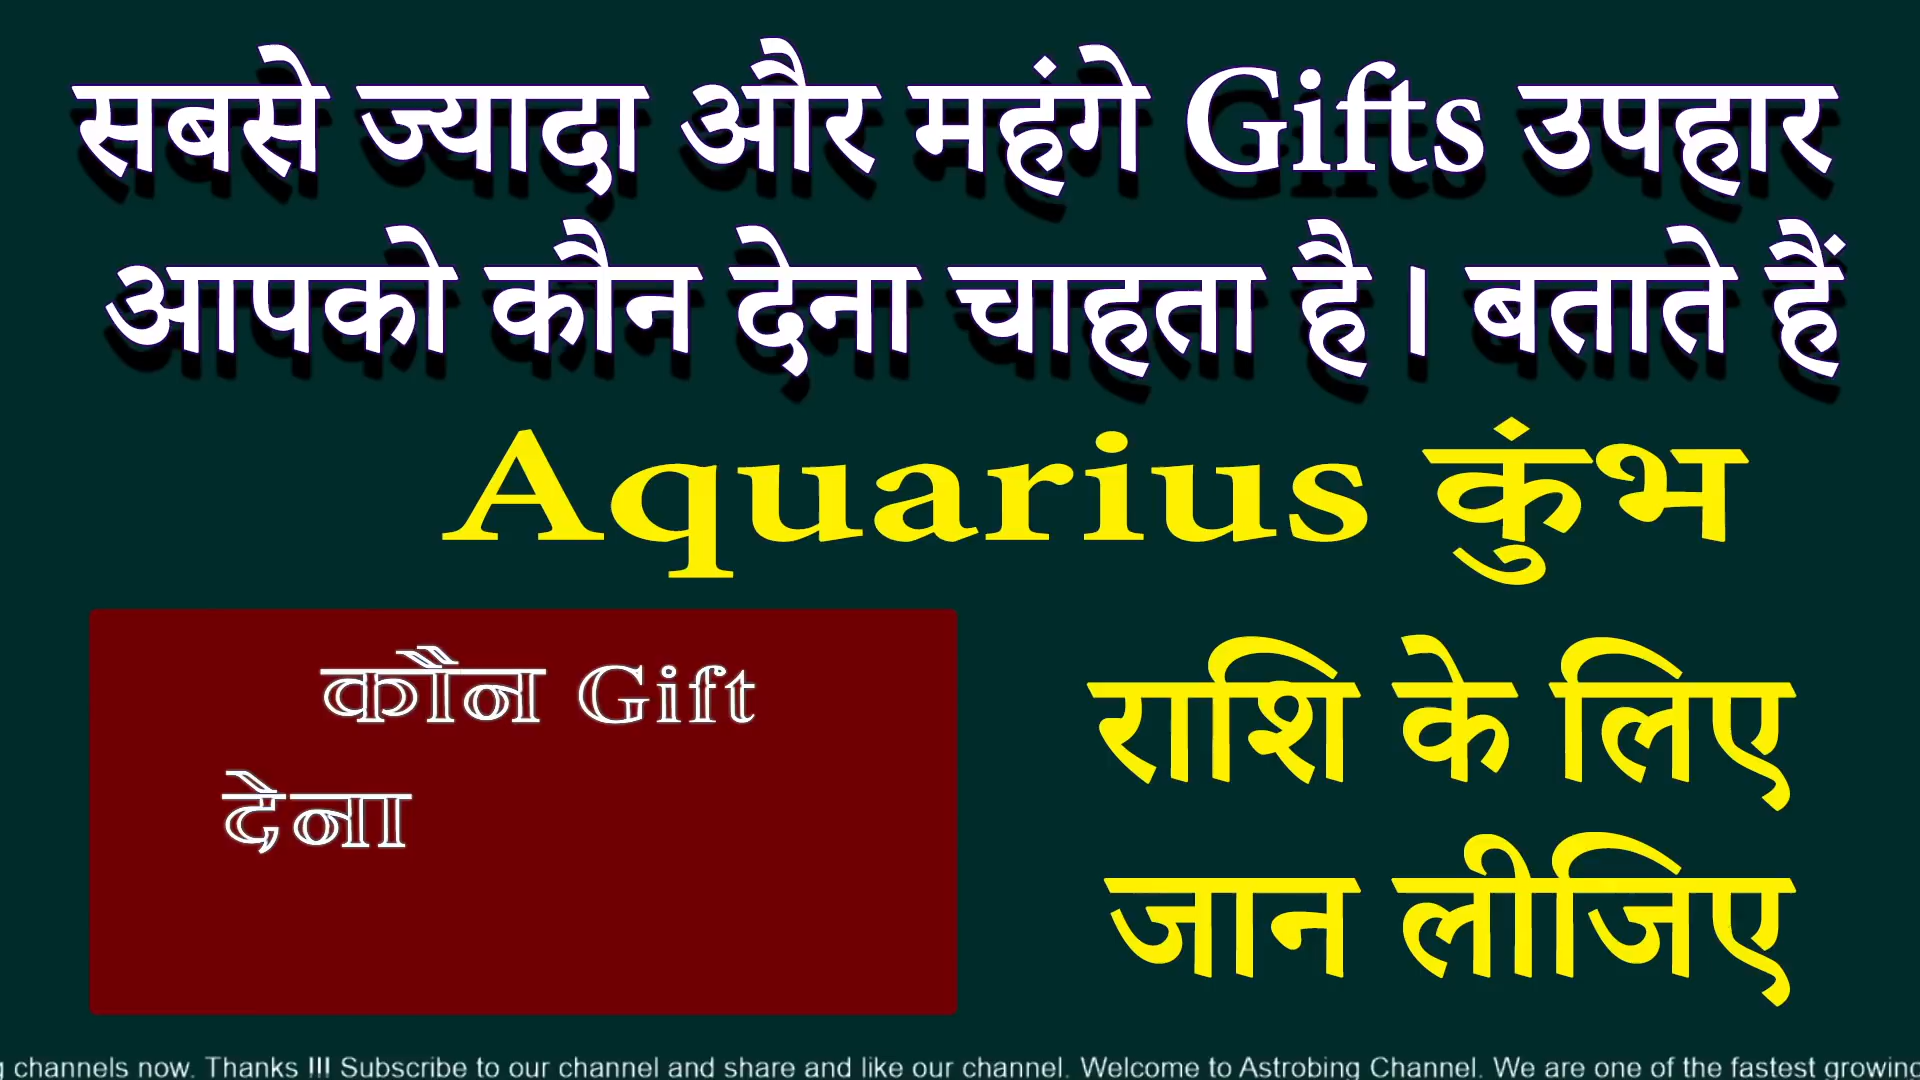 सबसे ज्यादा और महंगे Gifts उपहार
आपको कौन देना चाहता है । बताते हैं
Aquarius कुंभ
राशि के लिए
जान लीजिए
कौन Gift
देना
channels now. Thanks !!! Subscribe to our channel and share and like our channel. Welcome to Astrobing Channel. We are one of the fastest growing